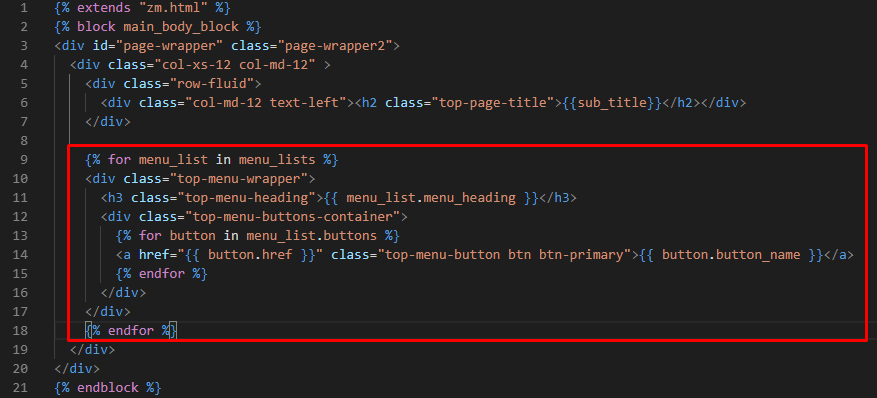 1 {% extends "zm.html" %}
2 {% block main_body_block %}
3 <div id="page-wrapper" class="page-wrapper2">
4 <div class="col-xs-12 col-md-12" >
5 <div class="row-fluid">
6 <div class="col-md-12 text-left"><h2 class="top-page-title">{{sub_title}}</h2></div>
7 </div>
8
9 {% for menu_list in menu_lists %}
10 <div class="top-menu-wrapper">
11 <h3 class="top-menu-heading">{{ menu_list.menu_heading }}</h3>
12 <div class="top-menu-buttons-container">
13 {% for button in menu_list.buttons %}
14 <a href="{{ button.href }}" class="top-menu-button btn btn-primary">{{ button.button_name }}</a>
15 {% endfor %}
16 </div>
17 </div>
18 {% endfor %}
19 </div>
20 </div>
21 {% endblock %}